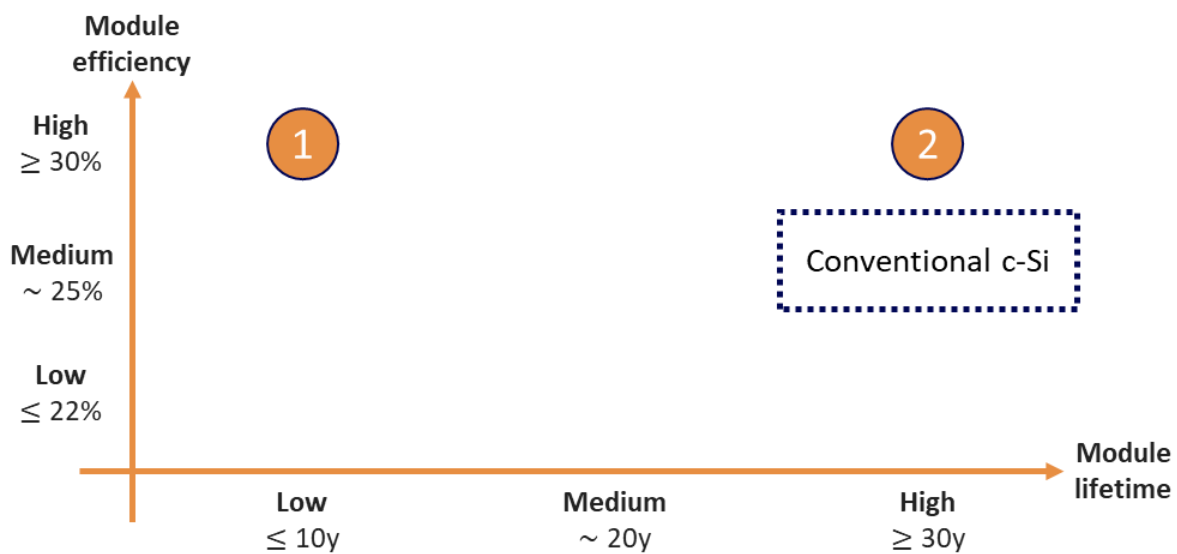 Module
efficiency
High
≥ 30%
1
2
Medium
~ 25%
Conventional c-Si
Low
≤ 22%
Module
lifetime
Low
≤ 10y
Medium
~ 20y
High
≥ 30y